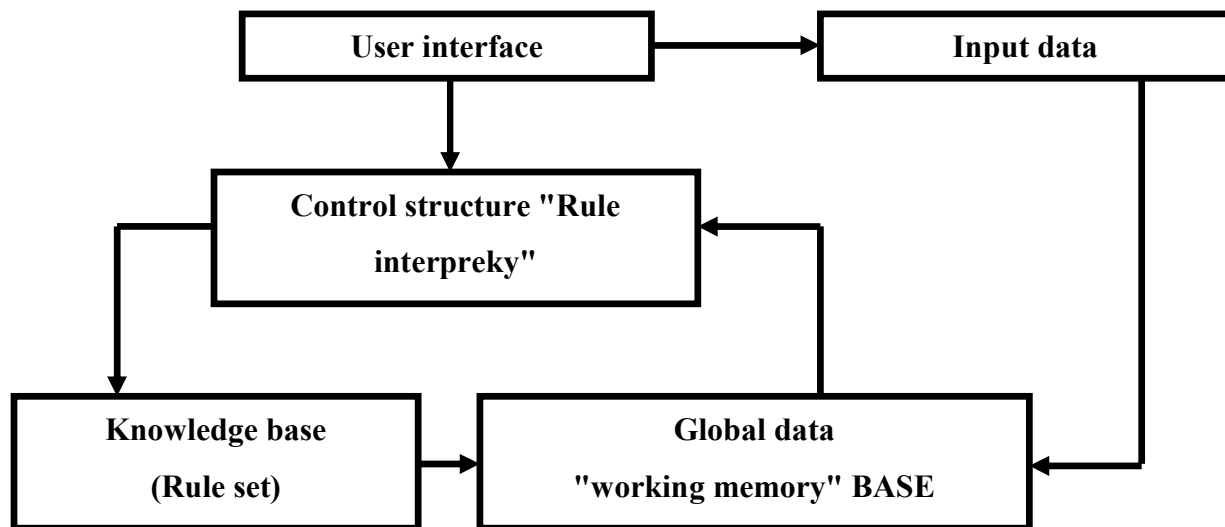 User interface
Input data
Control structure "Rule
interpreky"
Knowledge base
(Rule set)
Global data
"working memory" BASE